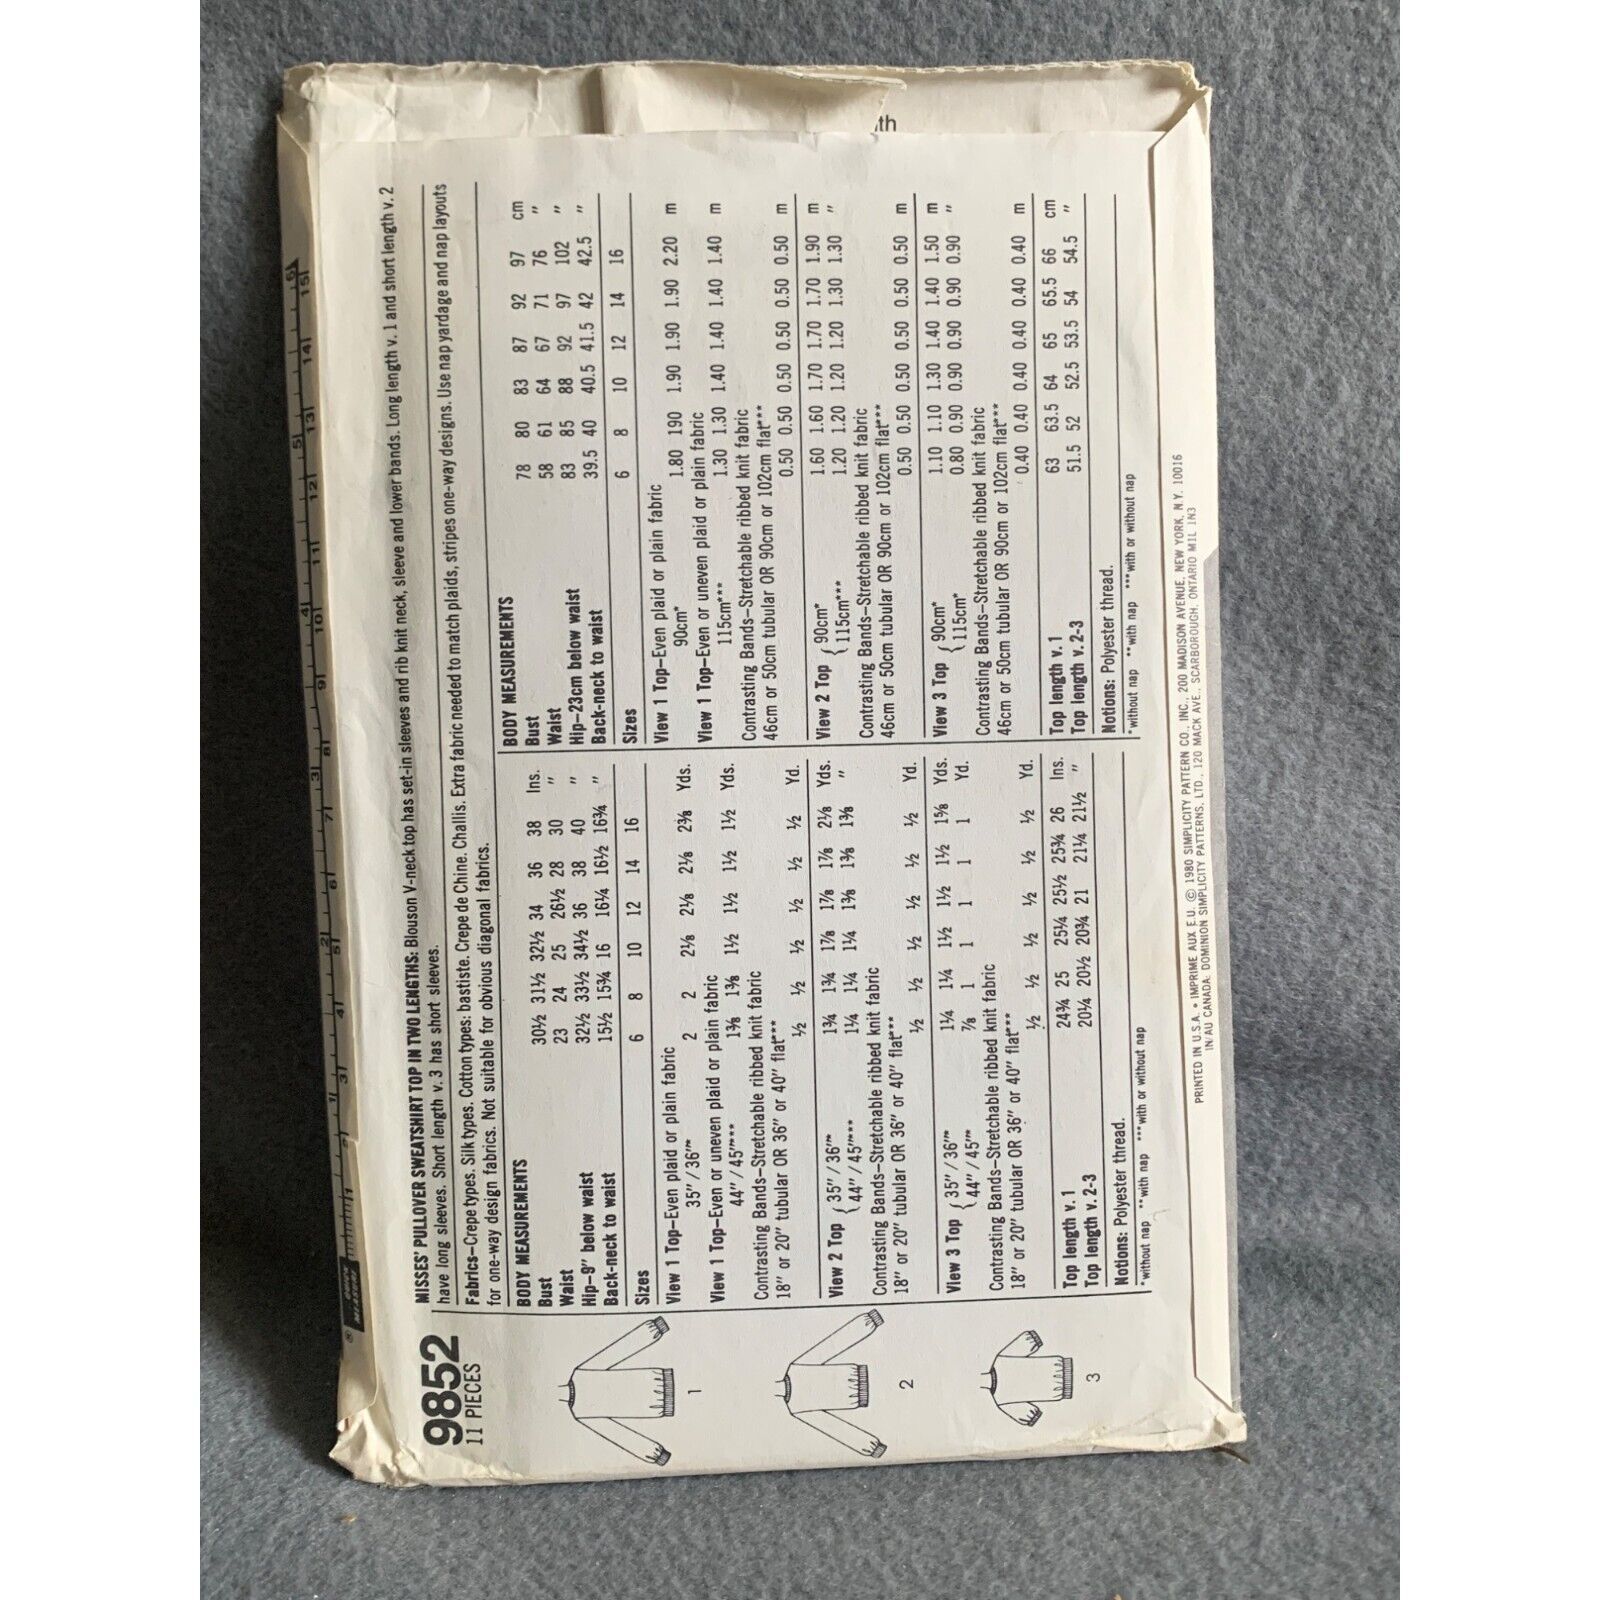 th
QUICK MEASURE
9852
11 PIECES
MISSES' PULLOVER SWEATSHIRT TOP IN TWO LENGTHS: Blouson V-neck top has set-in sleeves and rib knit neck, sleeve and lower bands. Long length v. 1 and short length v. 2
have long sleeves. Short length v. 3 has short sleeves.
Fabrics—Crepe types. Silk types. Cotton types: bastiste. Crepe de Chine. Challis. Extra fabric needed to match plaids, stripes one-way designs. Use nap yardage and nap layouts
for one-way design fabrics. Not suitable for obvious diagonal fabrics.
BODY MEASUREMENTS
Bust 30½ 31½ 32½ 34 36 38 Ins.
Waist 23 24 25 26½ 28 30 "
Hip—9" below waist 32½ 33½ 34½ 36 38 40 "
Back-neck to waist 15½ 15¾ 16 16¼ 16½ 16¾ "
Sizes 6 8 10 12 14 16
View 1 Top—Even plaid or plain fabric
35"/36"* 2 2 2⅛ 2⅛ 2⅛ 2⅜ Yds.
View 1 Top—Even or uneven plaid or plain fabric
44"/45"*** 1⅜ 1⅜ 1½ 1½ 1½ 1½ Yds.
Contrasting Bands—Stretchable ribbed knit fabric
18" or 20" tubular OR 36" or 40" flat***
½ ½ ½ ½ ½ ½ Yd.
View 2 Top { 35"/36"* 1¾ 1¾ 1⅞ 1⅞ 1⅞ 2⅛ Yds.
{ 44"/45"*** 1¼ 1¼ 1¼ 1⅜ 1⅜ 1⅜ "
Contrasting Bands—Stretchable ribbed knit fabric
18" or 20" tubular OR 36" or 40" flat***
½ ½ ½ ½ ½ ½ Yd.
View 3 Top { 35"/36"* 1¼ 1¼ 1½ 1½ 1½ 1⅝ Yds.
{ 44"/45"* ⅞ 1 1 1 1 1 Yd.
Contrasting Bands—Stretchable ribbed knit fabric
18" or 20" tubular OR 36" or 40" flat***
½ ½ ½ ½ ½ ½ Yd.
Top length v. 1 24¾ 25 25¼ 25½ 25¾ 26 Ins.
Top length v. 2-3 20¼ 20½ 20¾ 21 21¼ 21½ "
Notions: Polyester thread.
*without nap **with nap ***with or without nap
BODY MEASUREMENTS
Bust 78 80 83 87 92 97 cm
Waist 58 61 64 67 71 76 "
Hip—23cm below waist 83 85 88 92 97 102 "
Back-neck to waist 39.5 40 40.5 41.5 42 42.5 "
Sizes 6 8 10 12 14 16
View 1 Top—Even plaid or plain fabric
90cm* 1.80 190 1.90 1.90 1.90 2.20 m
View 1 Top—Even or uneven plaid or plain fabric
115cm*** 1.30 1.30 1.40 1.40 1.40 1.40 m
Contrasting Bands—Stretchable ribbed knit fabric
46cm or 50cm tubular OR 90cm or 102cm flat**
0.50 0.50 0.50 0.50 0.50 0.50 m
View 2 Top { 90cm* 1.60 1.60 1.70 1.70 1.70 1.90 m
{ 115cm*** 1.20 1.20 1.20 1.20 1.30 1.30 "
Contrasting Bands—Stretchable ribbed knit fabric
46cm or 50cm tubular OR 90cm or 102cm flat***
0.50 0.50 0.50 0.50 0.50 0.50 m
View 3 Top { 90cm* 1.10 1.10 1.30 1.40 1.40 1.50 m
{ 115cm* 0.80 0.90 0.90 0.90 0.90 0.90 "
Contrasting Bands—Stretchable ribbed knit fabric
46cm or 50cm tubular OR 90cm or 102cm flat***
0.40 0.40 0.40 0.40 0.40 0.40 m
Top length v. 1 63 63.5 64 65 65.5 66 cm
Top length v. 2-3 51.5 52 52.5 53.5 54 54.5 "
Notions: Polyester thread.
*without nap **with nap ***with or without nap
1
2
3
PRINTED IN U.S.A. • IMPRIME AUX E.U. © 1980 SIMPLICITY PATTERN CO., INC., 200 MADISON AVENUE, NEW YORK, N.Y. 10016
IN/AU CANADA: DOMINION SIMPLICITY PATTERNS, LTD., 120 MACK AVE., SCARBOROUGH, ONTARIO M1L 1N3